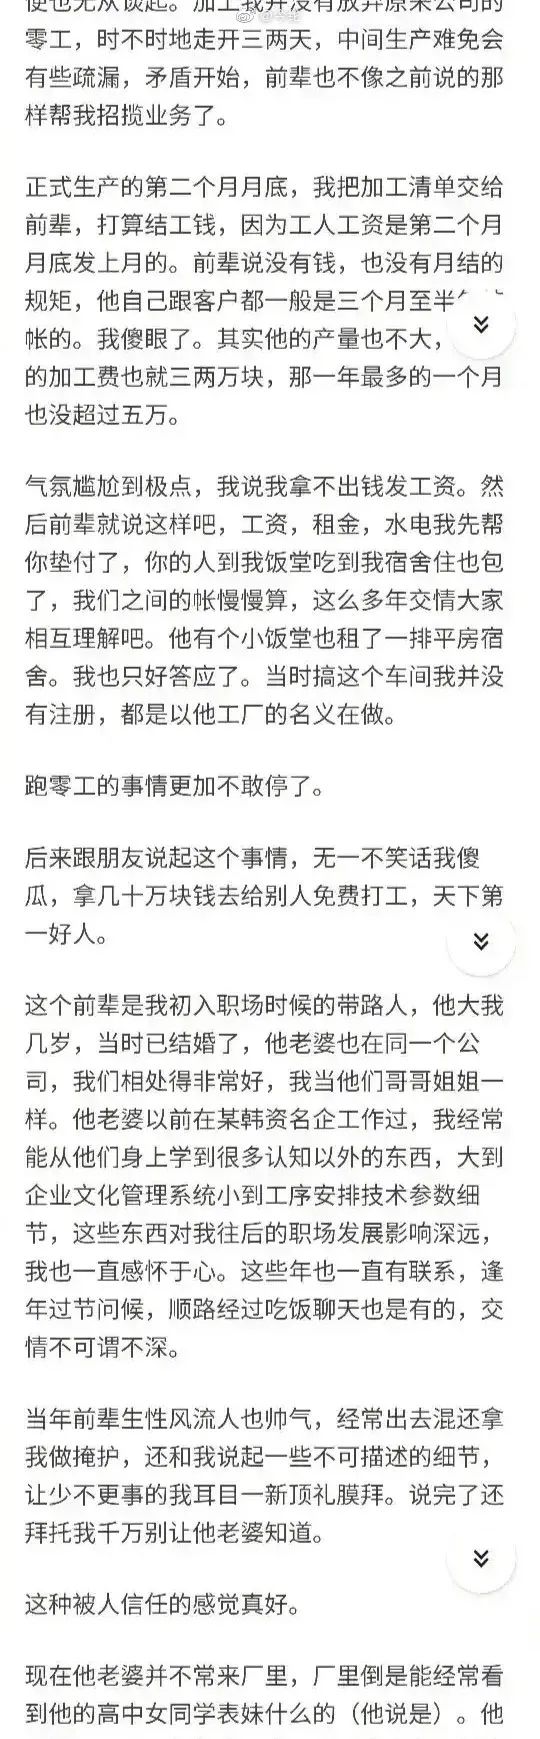 便也无从谈起。加上我并没有放弃原来公司的
零工，时不时地走开三两天，中间生产难免会
有些疏漏，矛盾开始，前辈也不像之前说的那
样帮我招揽业务了。
正式生产的第二个月月底，我把加工清单交给
前辈，打算结工钱，因为工人工资是第二个月
月底发上月的。前辈说没有钱，也没有月结的
规矩，他自己跟客户都一般是三个月至半
帐的。我傻眼了。其实他的产量也不大，
的加工费也就三两万块，那一年最多的一个月
也没超过五万。
气氛尴尬到极点，我说我拿不出钱发工资。然
后前辈就说这样吧，工资，租金，水电我先帮
你垫付了，你的人到我饭堂吃到我宿舍住也包
了，我们之间的帐慢慢算，这么多年交情大家
相互理解吧。他有个小饭堂也租了一排平房宿
舍。我也只好答应了。当时搞这个车间我并没
有注册，都是以他工厂的名义在做。
跑零工的事情更加不敢停了。
后来跟朋友说起这个事情，无一不笑话我傻
瓜，拿几十万块钱去给别人免费打工，天下第
一好人。
这个前辈是我初入职场时候的带路人，他大我
几岁，当时已结婚了，他老婆也在同一个公
司，我们相处得非常好，我当他们哥哥姐姐一
样。他老婆以前在某韩资名企工作过，我经常
能从他们身上学到很多认知以外的东西，大到
企业文化管理系统小到工序安排技术参数细
节，这些东西对我往后的职场发展影响深远，
我也一直感怀于心。这些年也一直有联系，逢
年过节问候，顺路经过吃饭聊天也是有的，交
情不可谓不深。
当年前辈生性风流人也帅气，经常出去混还拿
我做掩护，还和我说起一些不可描述的细节，
让少不更事的我耳目一新顶礼膜拜。说完了还
拜托我千万别让他老婆知道。
这种被人信任的感觉真好。
现在他老婆并不常来厂里，厂里倒是能经常看
到他的高中女同学表妹什么的（他说是）。他